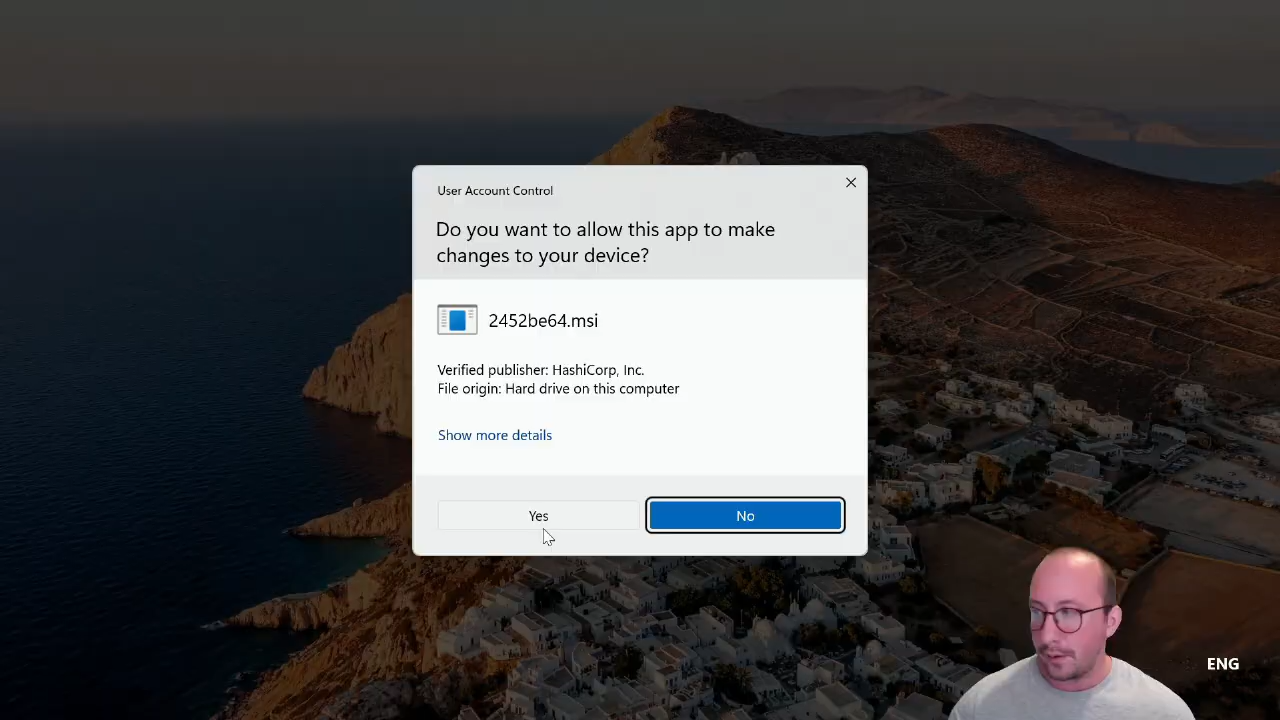 User Account Control
Do you want to allow this app to make
changes to your device?
2452be64.msi
Verified publisher: HashiCorp, Inc.
File origin: Hard drive on this computer
Show more details
Yes
No
ENG